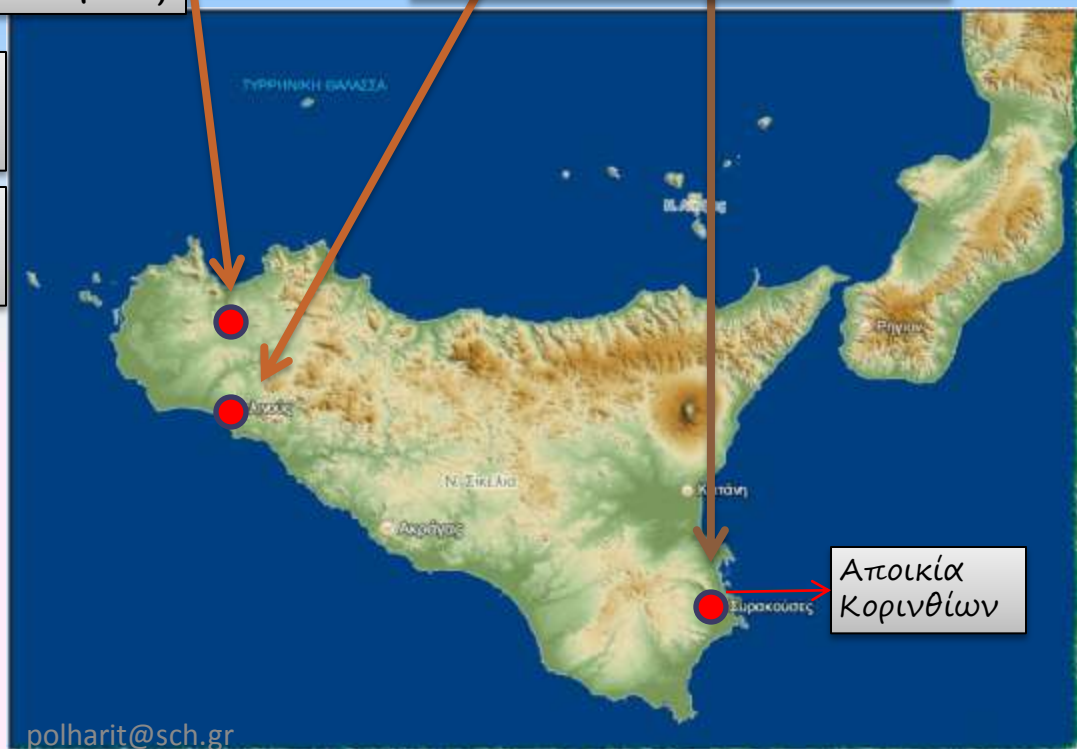 ΤΥΡΡΗΝΙΚΗ ΘΑΛΑΣΣΑ
Ρήγιον
Ν. Σικελία
Κατάνη
Ακράγας
Αποικία
Κορινθίων
Συρακούσες
polharit@sch.gr